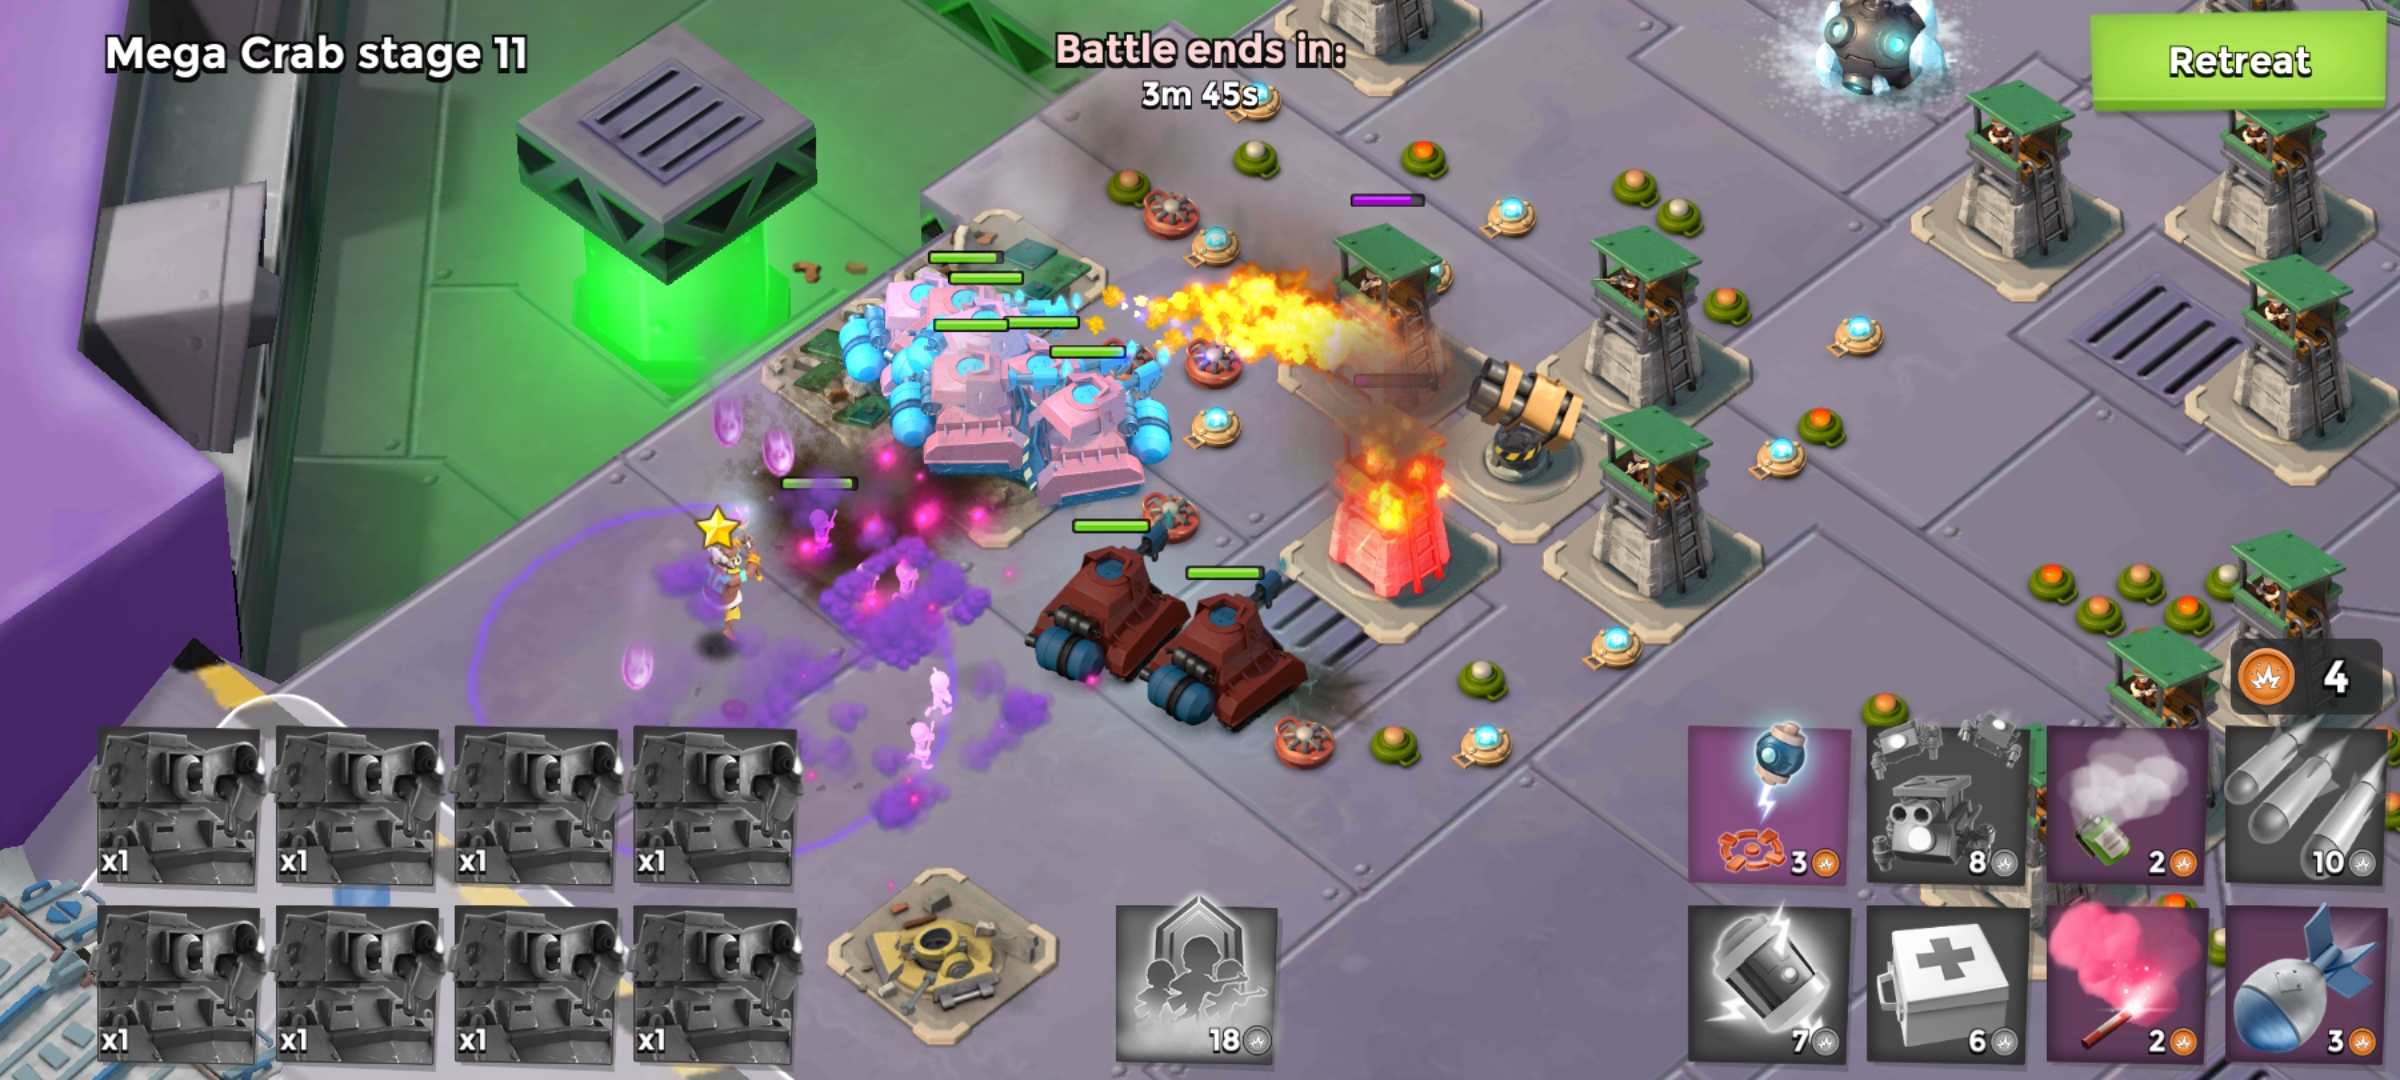 Mega Crab stage 11
Battle ends in:
3m 45s
Retreat
4
x1
x1
x1
x1
3
8
2
10
x1
x1
x1
x1
18
7
6
2
3